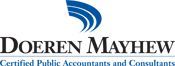 DOEREN MAYHEW
Certified Public Accountants and Consultants